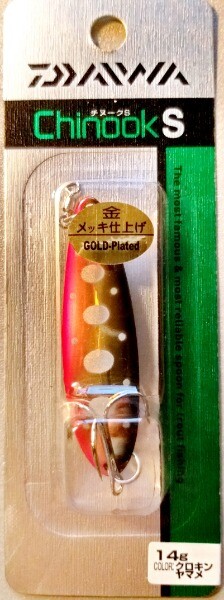 DAIWA
チヌークS
Chinook S
金
メッキ仕上げ
GOLD-Plated
The most famous & most reliable spoon for trout fishing
14g
COLOR: クロキン
ヤマメ